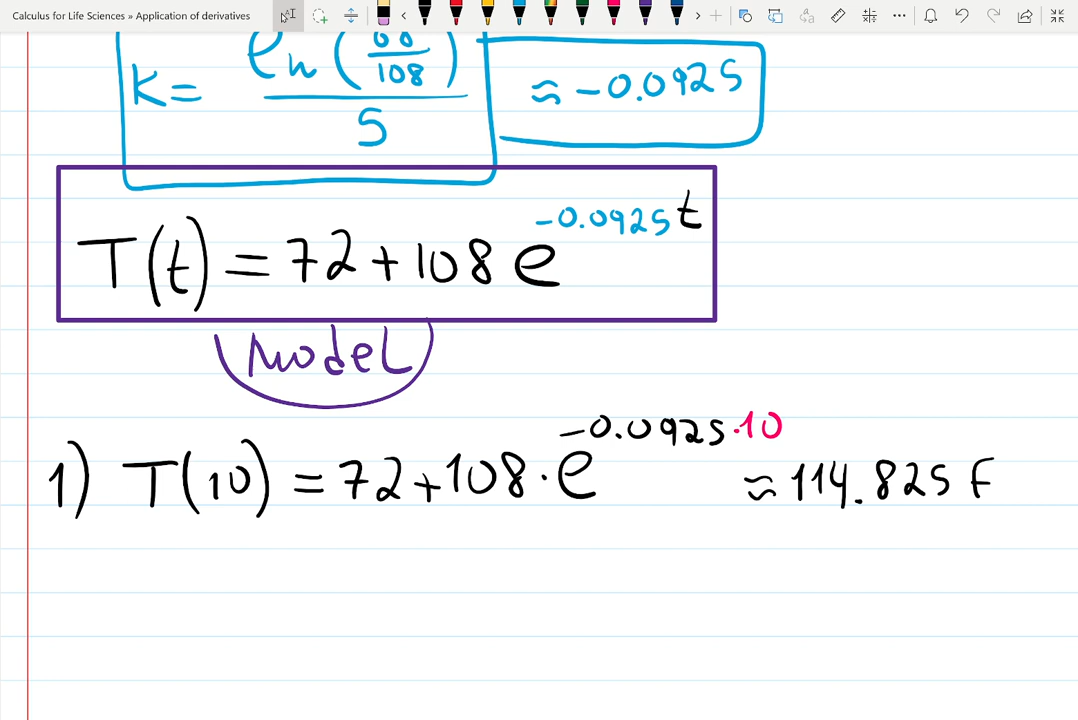 Calculus for Life Sciences » Application of derivatives
K = ln( /108)/5 ≈ -0.0925
T(t) = 72 + 108 e^-0.0925t
Model
1) T(10) = 72 + 108 · e^-0.0925·10 ≈ 114.825 F